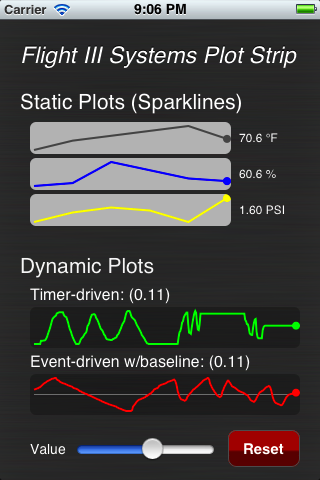 Carrier 9:06 PM
Flight III Systems Plot Strip
Static Plots (Sparklines)
70.6 °F
60.6 %
1.60 PSI
Dynamic Plots
Timer-driven: (0.11)
Event-driven w/baseline: (0.11)
Value Reset